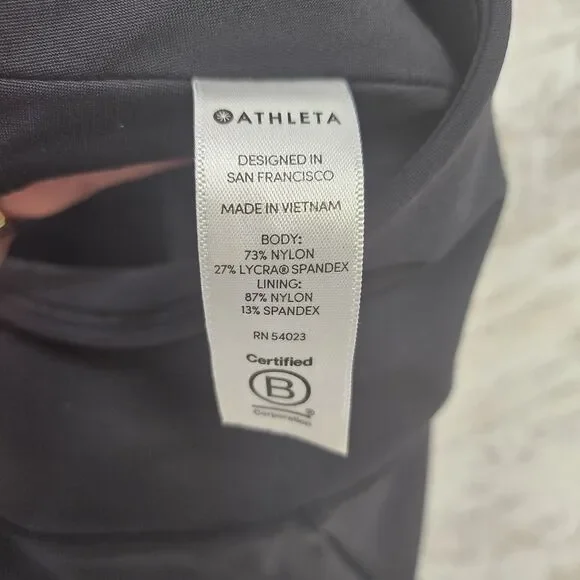 ATHLETA
DESIGNED IN
SAN FRANCISCO
MADE IN VIETNAM
BODY:
73% NYLON
27% LYCRA® SPANDEX
LINING:
87% NYLON
13% SPANDEX
RN 54023
Certified
B
®
Corporation